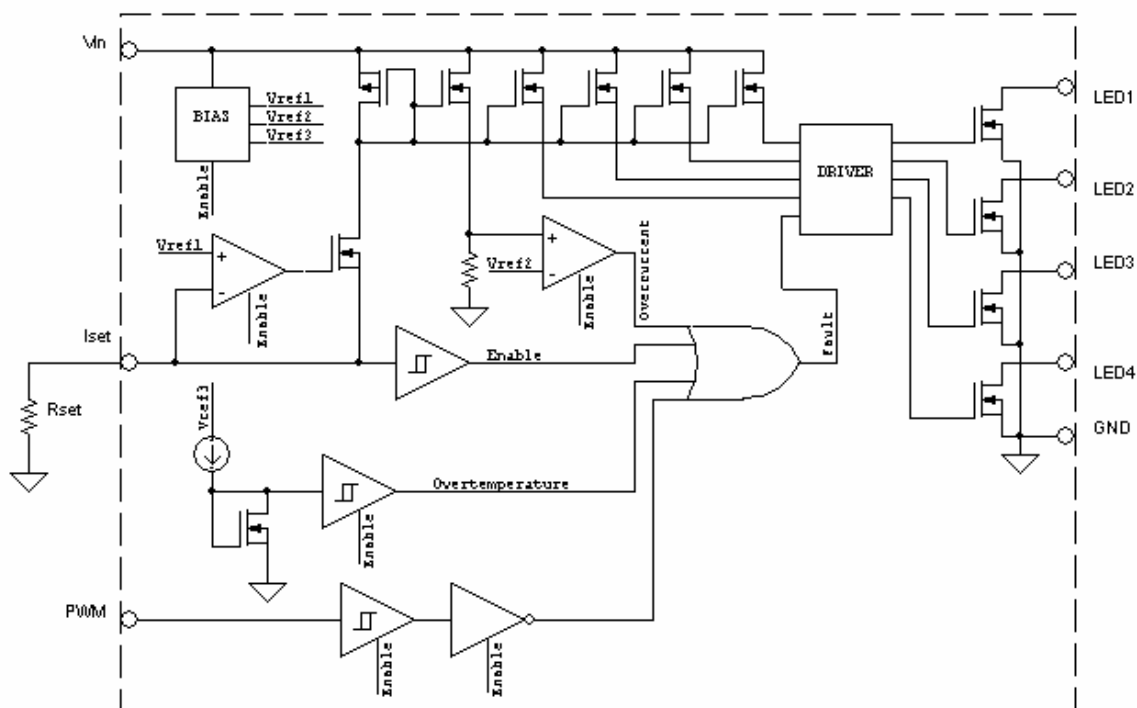 Vin
LED1
BIAS
Vref1
Vref2
Vref3
Enable
DRIVER
LED2
Vref1
+
-
Enable
+
Vref2
-
Enable
Overcurrent
LED3
Iset
Enable
Fault
LED4
Rset
Vref3
GND
Overtemperature
Enable
PWM
Enable
Enable